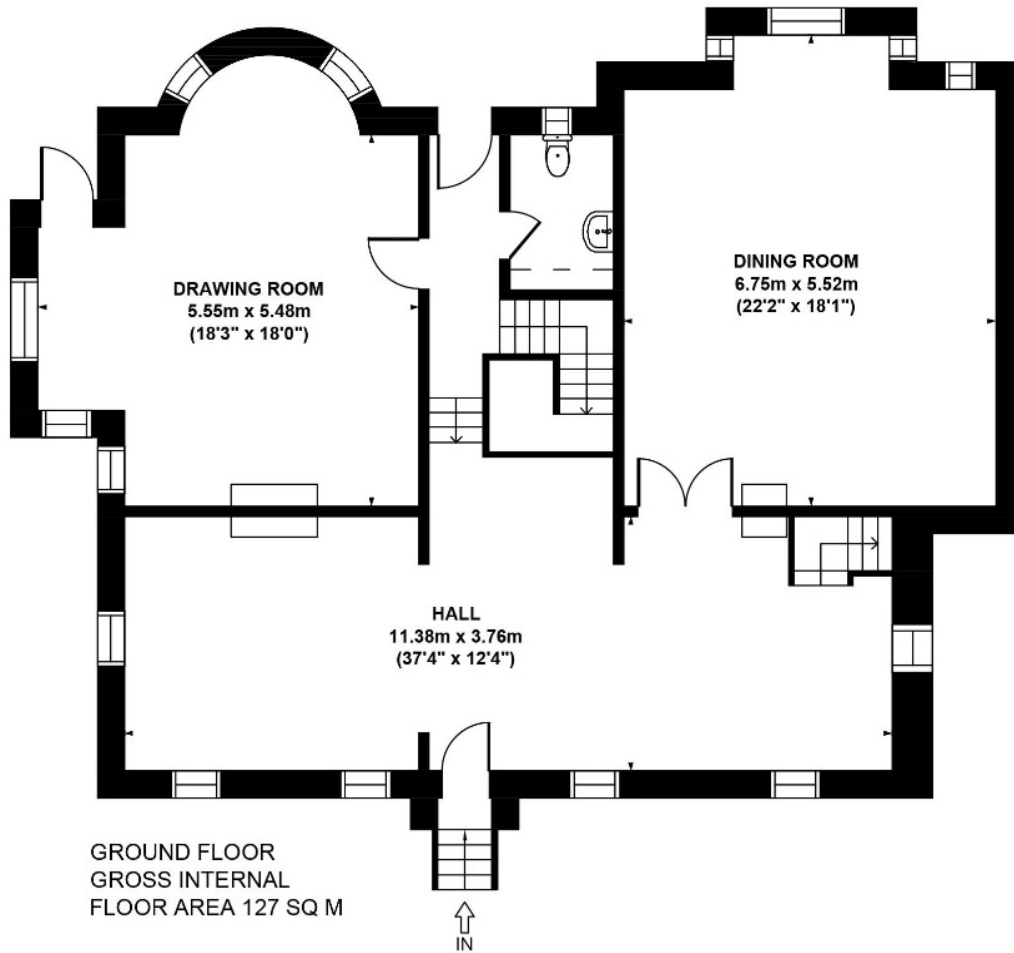 DRAWING ROOM
5.55m x 5.48m
(18'3" x 18'0")
DINING ROOM
6.75m x 5.52m
(22'2" x 18'1")
HALL
11.38m x 3.76m
(37'4" x 12'4")
GROUND FLOOR
GROSS INTERNAL
FLOOR AREA 127 SQ M
IN